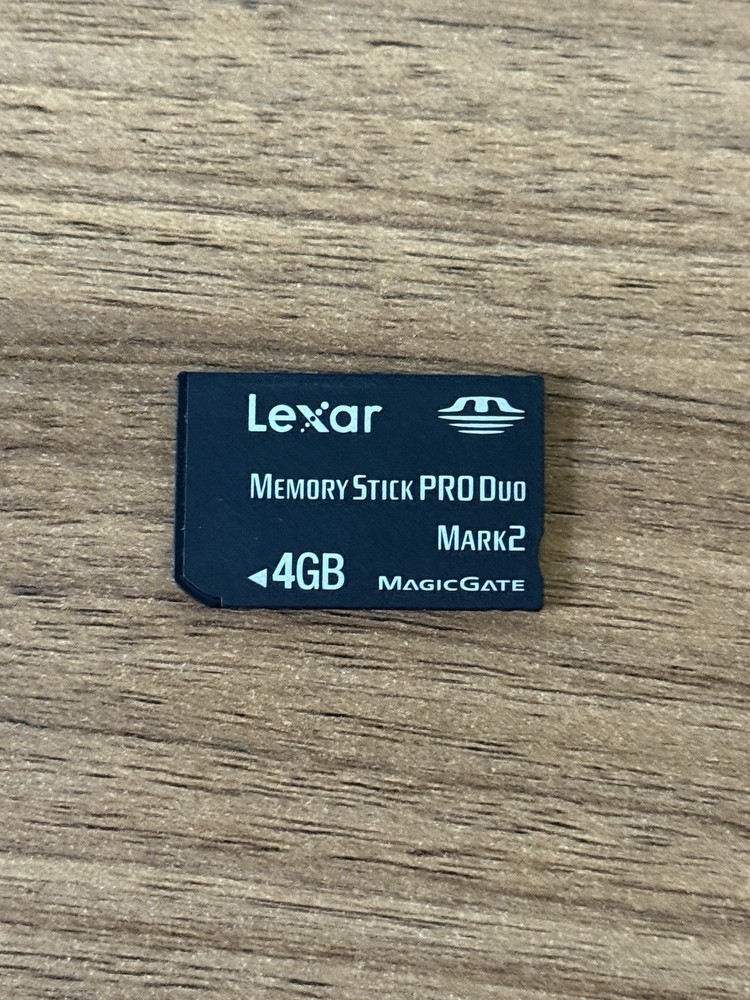 Lexar
MEMORY STICK PRO DUO
MARK2
4GB MAGICGATE